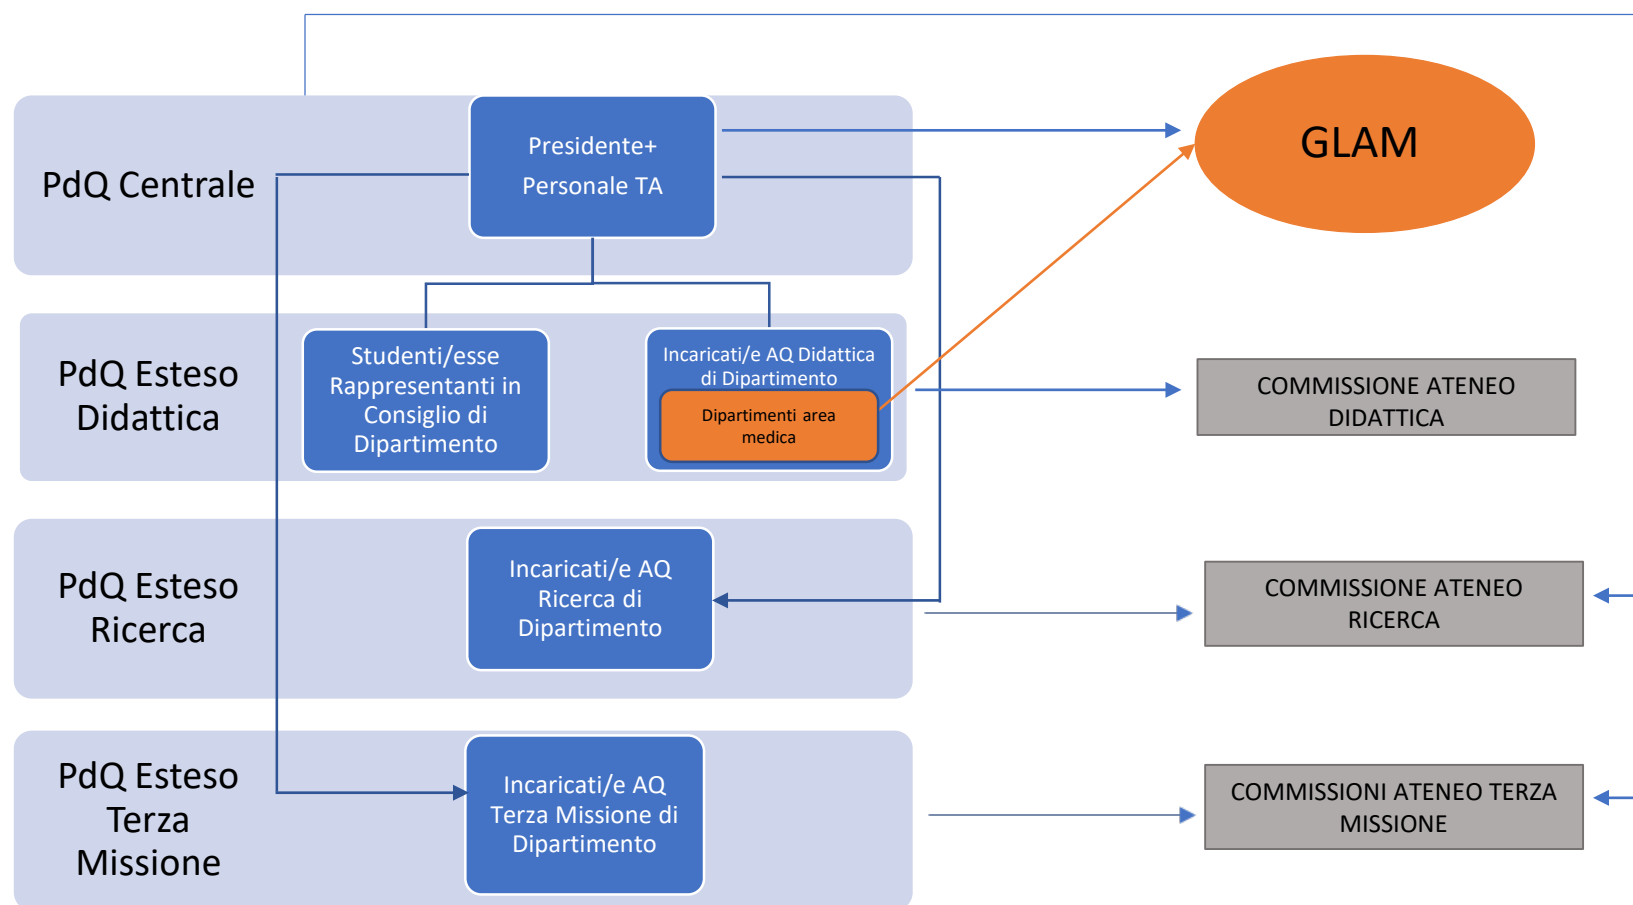 PdQ Centrale
Presidente+
Personale TA
GLAM
PdQ Esteso
Didattica
Studenti/esse
Rappresentanti in
Consiglio di
Dipartimento
Incaricati/e AQ Didattica
di Dipartimento
Dipartimenti area
medica
COMMISSIONE ATENEO
DIDATTICA
PdQ Esteso
Ricerca
Incaricati/e AQ
Ricerca di
Dipartimento
COMMISSIONE ATENEO
RICERCA
PdQ Esteso
Terza
Missione
Incaricati/e AQ
Terza Missione di
Dipartimento
COMMISSIONI ATENEO TERZA
MISSIONE